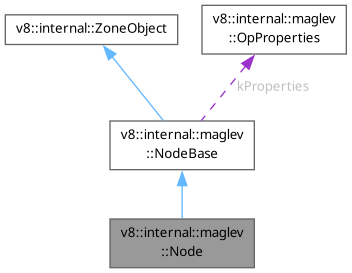 v8::internal::ZoneObject
v8::internal::maglev
::OpProperties
kProperties
v8::internal::maglev
::NodeBase
v8::internal::maglev
::Node